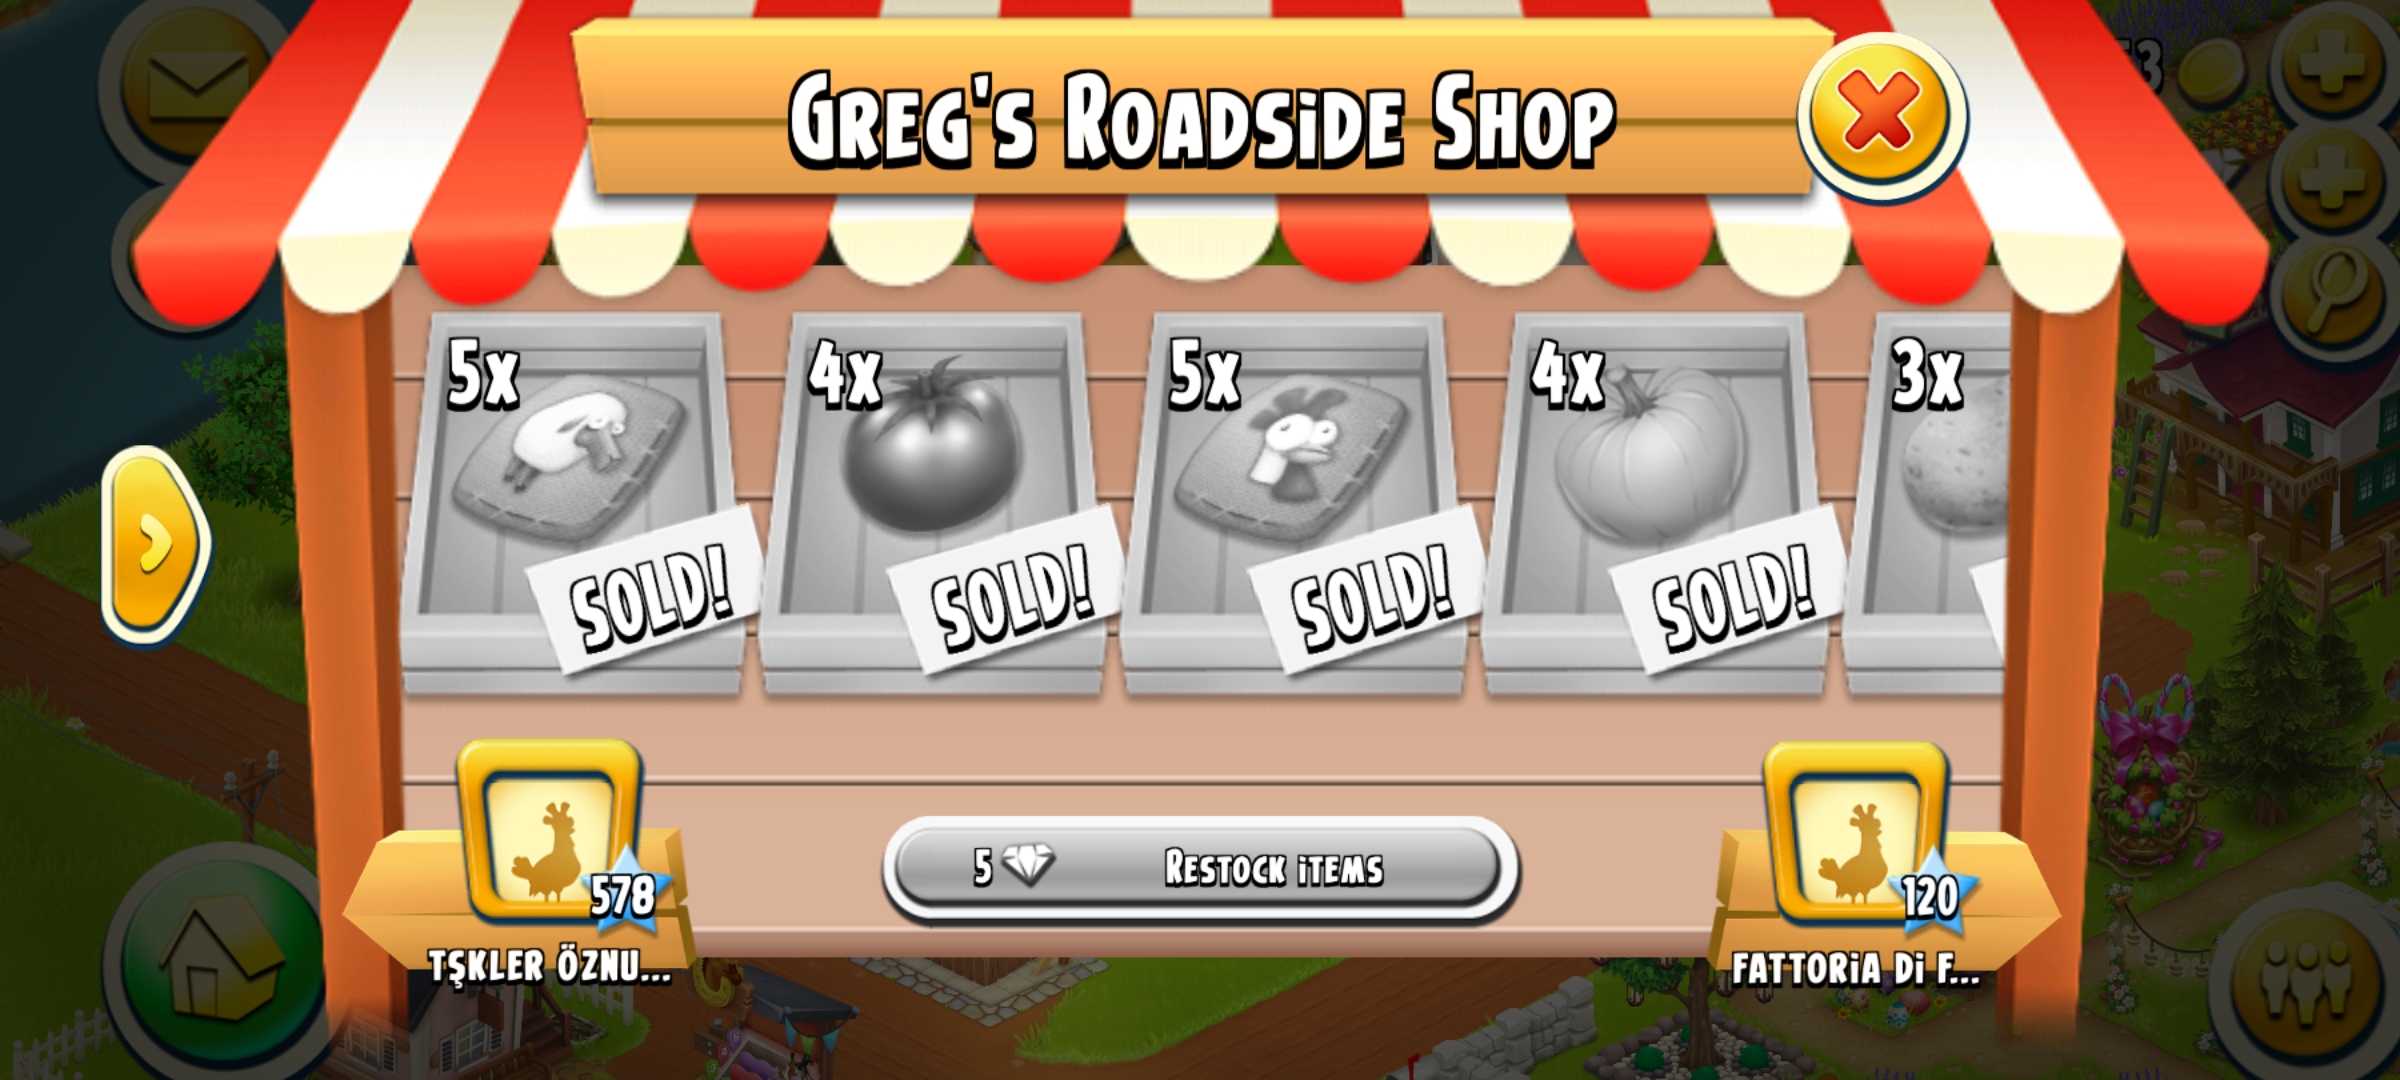 GREG'S ROADSIDE SHOP
5x
4x
5x
4x
3x
SOLD!
SOLD!
SOLD!
SOLD!
5
RESTOCK ITEMS
578
120
TŞKLER ÖZNU...
FATTORIA DI F...